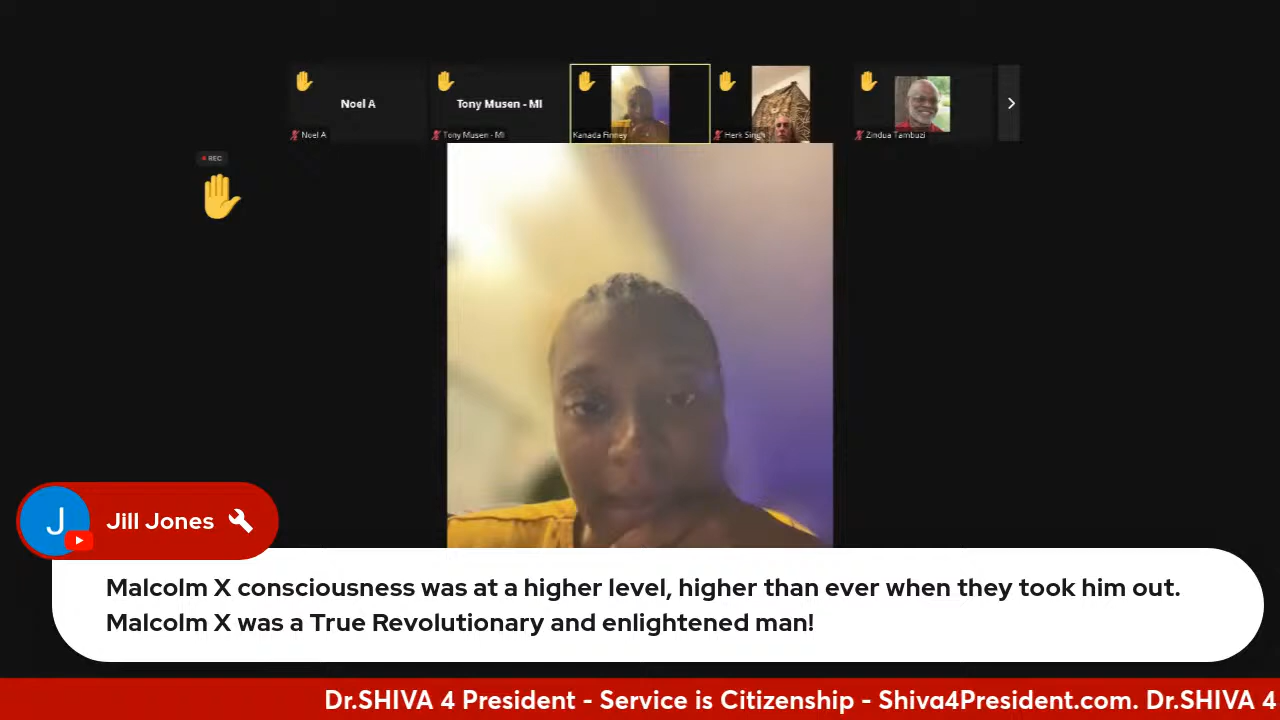 Noel A
Tony Musen - MI
Noel A
Tony Musen - MI
Kanada Finney
Herk Singh
Zindua Tambuzi
REC
J
Jill Jones
Malcolm X consciousness was at a higher level, higher than ever when they took him out.
Malcolm X was a True Revolutionary and enlightened man!
Dr.SHIVA 4 President - Service is Citizenship - Shiva4President.com. Dr.SHIVA 4